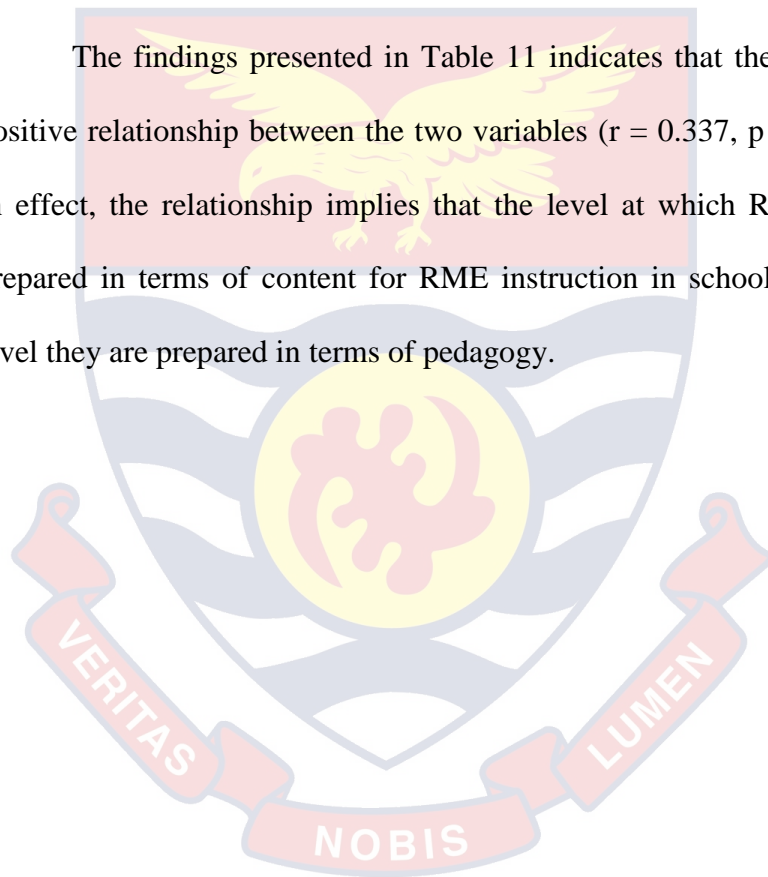 The findings presented in Table 11 indicates that the
ositive relationship between the two variables (r = 0.337, p
effect, the relationship implies that the level at which R
repared in terms of content for RME instruction in school
vel they are prepared in terms of pedagogy.
VERITAS
NOBIS
LUMEN